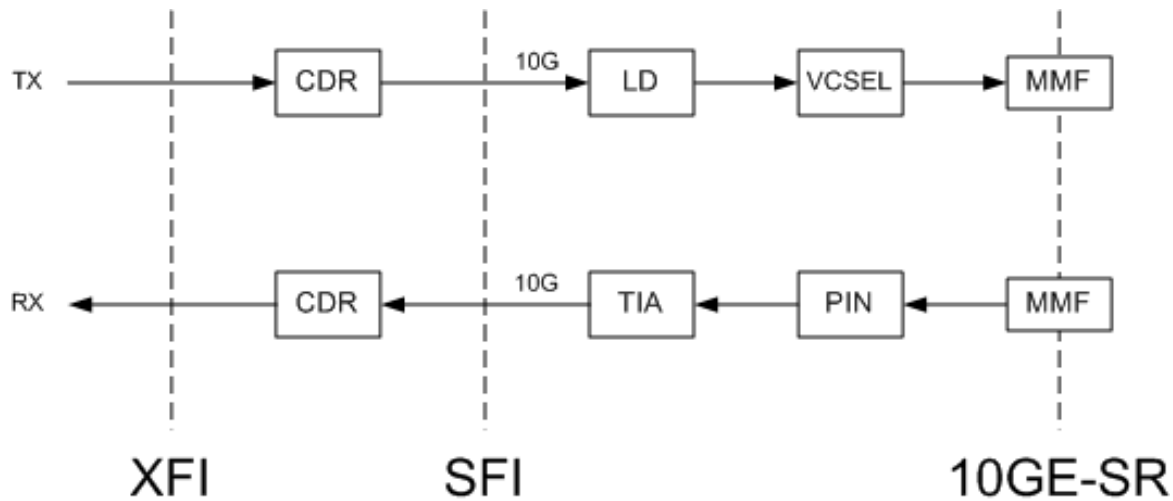 TX CDR 10G LD VCSEL MMF
RX CDR 10G TIA PIN MMF
XFI SFI 10GE-SR